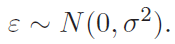 ε ∼ N(0, σ²).